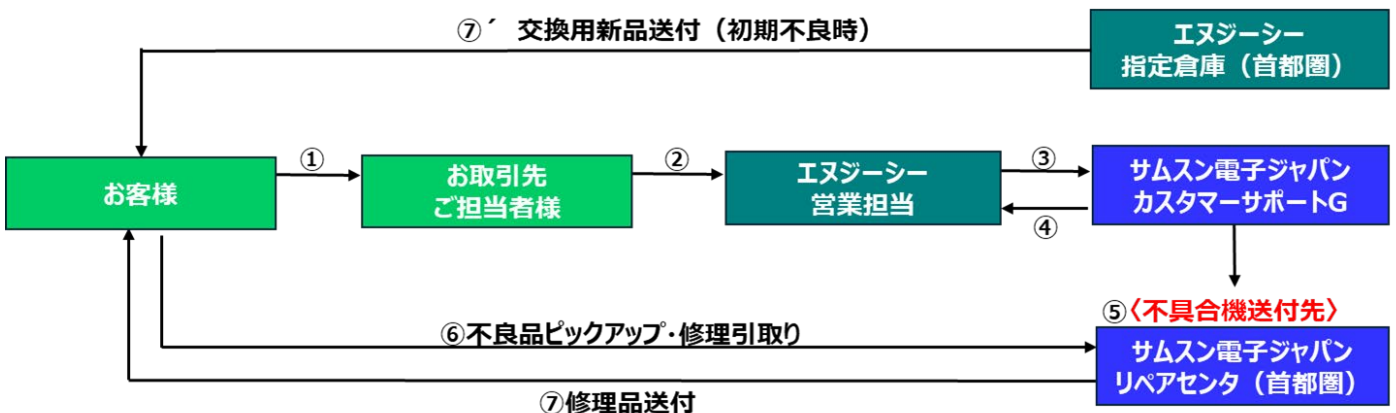 ⑦´ 交換用新品送付（初期不良時）
エヌジーシー
指定倉庫（首都圏）
お客様
①
お取引先
ご担当者様
②
エヌジーシー
営業担当
③
④
サムスン電子ジャパン
カスタマーサポートG
⑤〈不具合機送付先〉
⑥不良品ピックアップ・修理引取り
サムスン電子ジャパン
リペアセンタ（首都圏）
⑦修理品送付